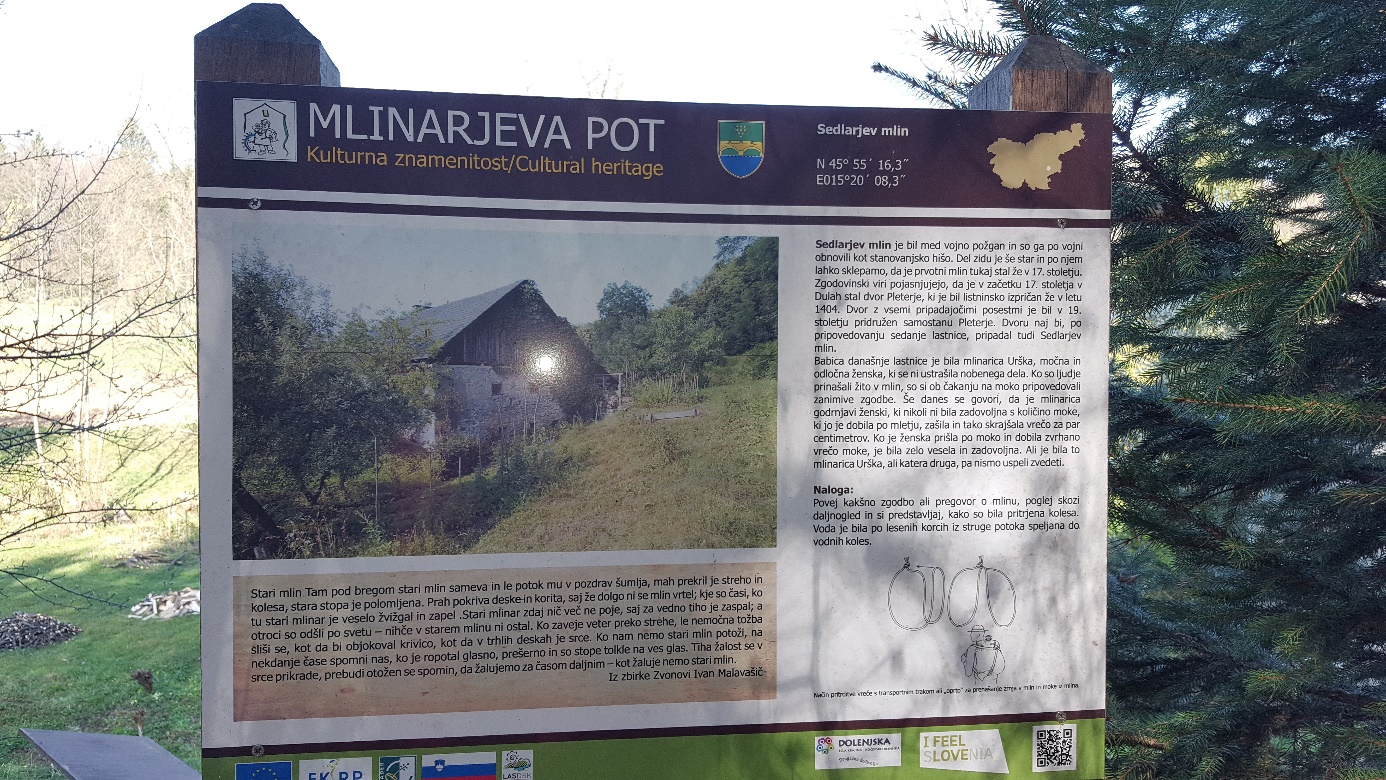 MLINARJEVA POT
Kulturna znamenitost/Cultural heritage
Sedlarjev mlin
N 45° 55´ 16,3˝
E015°20´ 08,3˝
Sedlarjev mlin je bil med vojno požgan in so ga po vojni
obnovili kot stanovanjsko hišo. Del zidu je še star in po njem
lahko sklepamo, da je prvotni mlin tukaj stal že v 17. stoletju.
Zgodovinski viri pojasnjujejo, da je v začetku 17. stoletja v
Dulah stal dvor Pleterje, ki je bil listninsko izpričan že v letu
1404. Dvor z vsemi pripadajočimi posestmi je bil v 19.
stoletju pridružen samostanu Pleterje. Dvoru naj bi, po
pripovedovanju sedanje lastnice, pripadal tudi Sedlarjev
mlin.
Babica današnje lastnice je bila mlinarica Urška, močna in
odločna ženska, ki se ni ustrašila nobenega dela. Ko so ljudje
prinašali žito v mlin, so si ob čakanju na moko pripovedovali
zanimive zgodbe. Še danes se govori, da je mlinarica
godrnjavi ženski, ki nikoli ni bila zadovoljna s količino moke,
ki jo je dobila po mletju, zašila in tako skrajšala vrečo za par
centimetrov. Ko je ženska prišla po moko in dobila zvrhano
vrečo moke, je bila zelo vesela in zadovoljna. Ali je bila to
mlinarica Urška, ali katera druga, pa nismo uspeli zvedeti.
Naloga:
Povej kakšno zgodbo ali pregovor o mlinu, poglej skozi
daljnogled in si predstavljaj, kako so bila pritrjena kolesa.
Voda je bila po lesenih korcih iz struge potoka speljana do
vodnih koles.
Način pritrditve vreče s transportnim trakom ali „oprto“ za prenašanje zrnja v mlin in moke v mlina
Stari mlin Tam pod bregom stari mlin sameva in le potok mu v pozdrav šumlja, mah prekril je streho in
kolesa, stara stopa je polomljena. Prah pokriva deske in korita, saj že dolgo ni se mlin vrtel; kje so časi, ko
tu stari mlinar je veselo žvižgal in zapel .Stari mlinar zdaj nič več ne poje, saj za vedno tiho je zaspal; a
otroci so odšli po svetu – nihče v starem mlinu ni ostal. Ko zaveje veter preko strehe, le nemočna tožba
sliši se, kot da bi objokoval krivico, kot da v trhlih deskah je srce. Ko nam nemo stari mlin potoži, na
nekdanje čase spomni nas, ko je ropotal glasno, prešerno in so stope tolkle na ves glas. Tiha žalost se v
srce prikrade, prebudi otožen se spomin, da žalujemo za časom daljnim – kot žaluje nemo stari mlin.
Iz zbirke Zvonovi Ivan Malavašič
DOLENJSKA
I FEEL
SLOVENIA
LASDBK